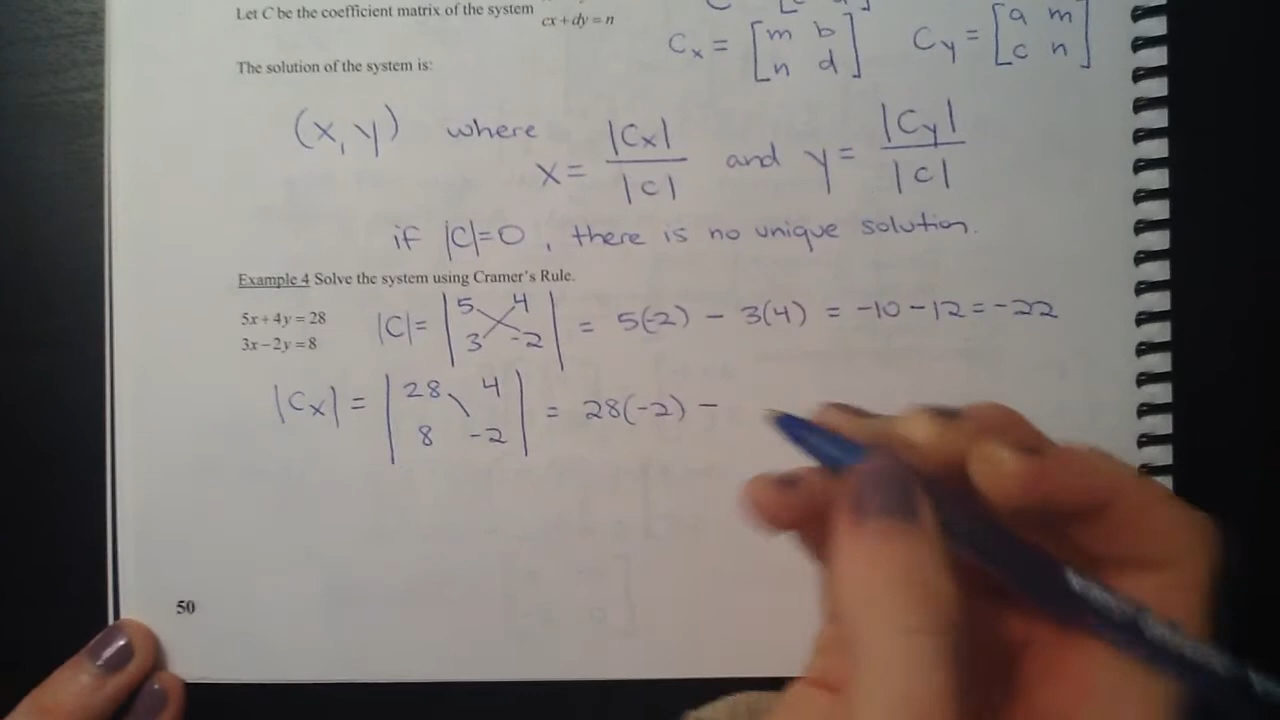 Let C be the coefficient matrix of the system
cx + dy = n
C
Cx = [m b
n d]
Cy = [a m
c n]
The solution of the system is:
(x, y) where x = |Cx| / |C| and y = |Cy| / |C|
if |C|=0, there is no unique solution.
Example 4 Solve the system using Cramer's Rule.
5x + 4y = 28
3x − 2y = 8
|C| = |5 4
3 -2| = 5(-2) - 3(4) = -10 - 12 = -22
|Cx| = |28 4
8 -2| = 28(-2) -
50